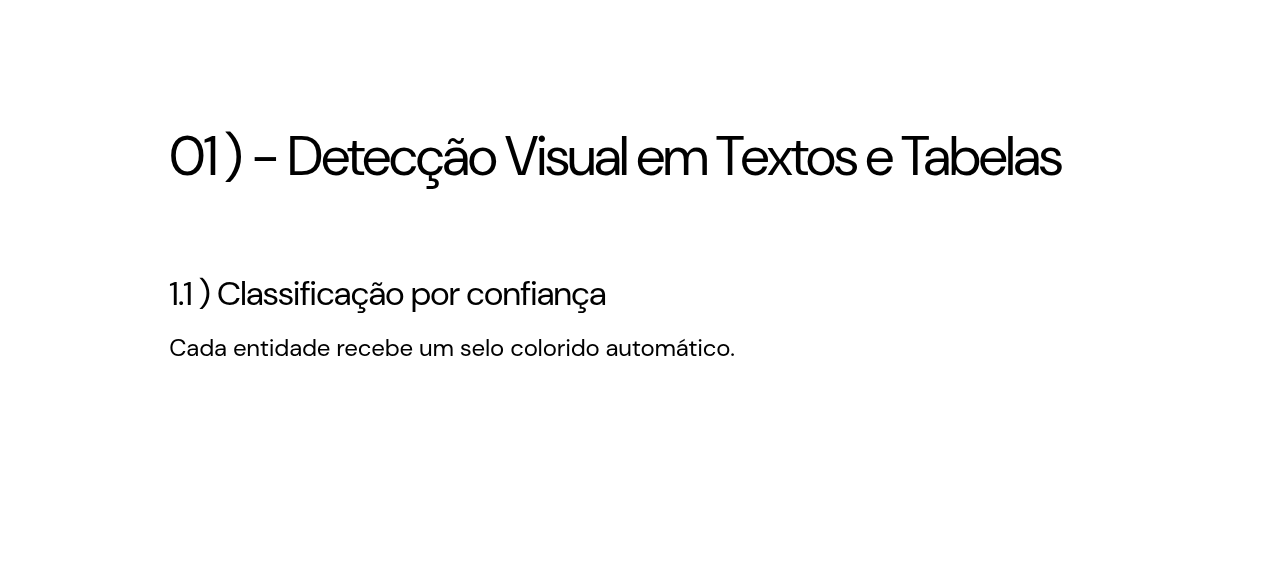 01 ) - Detecção Visual em Textos e Tabelas
1.1 ) Classificação por confiança
Cada entidade recebe um selo colorido automático.